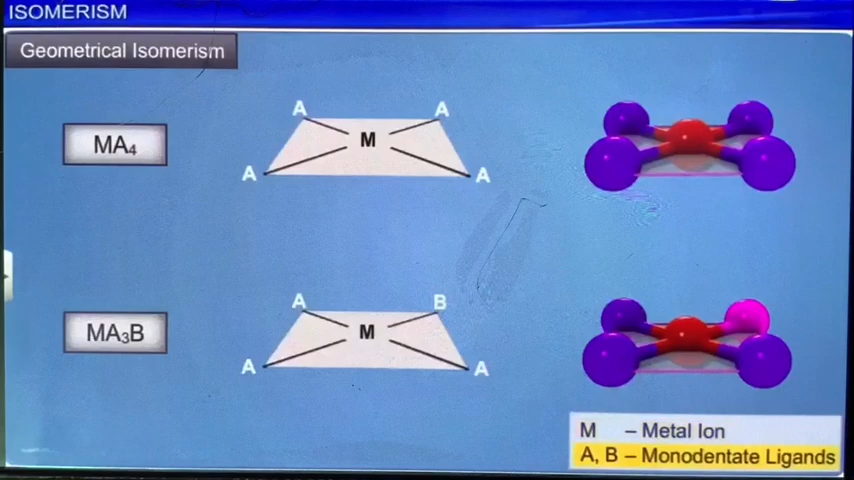 ISOMERISM
Geometrical Isomerism
MA₄
A A
M
A A
MA₃B
A B
M
A A
M – Metal Ion
A, B – Monodentate Ligands